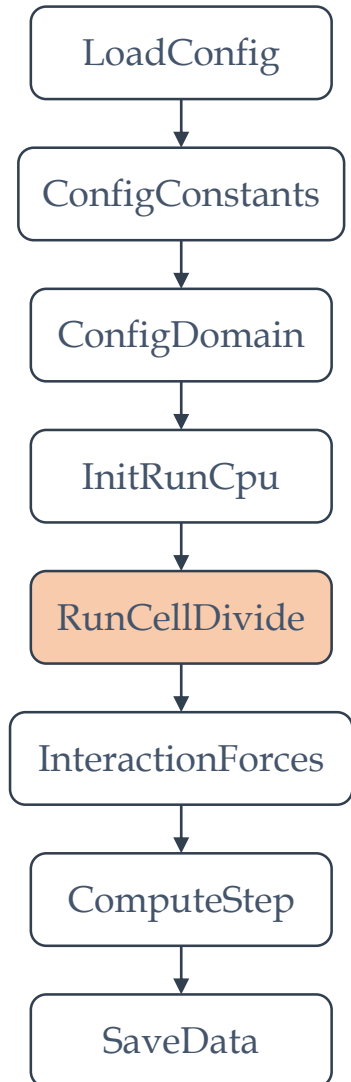 LoadConfig
ConfigConstants
ConfigDomain
InitRunCpu
RunCellDivide
InteractionForces
ComputeStep
SaveData